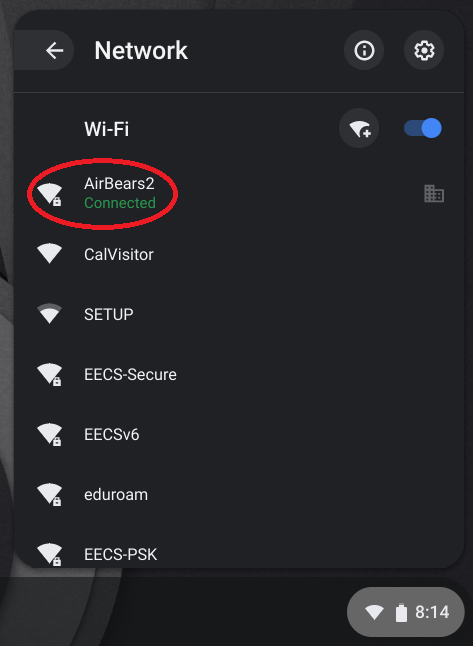 Network
Wi-Fi
AirBears2
Connected
CalVisitor
SETUP
EECS-Secure
EECSv6
eduroam
EECS-PSK
8:14